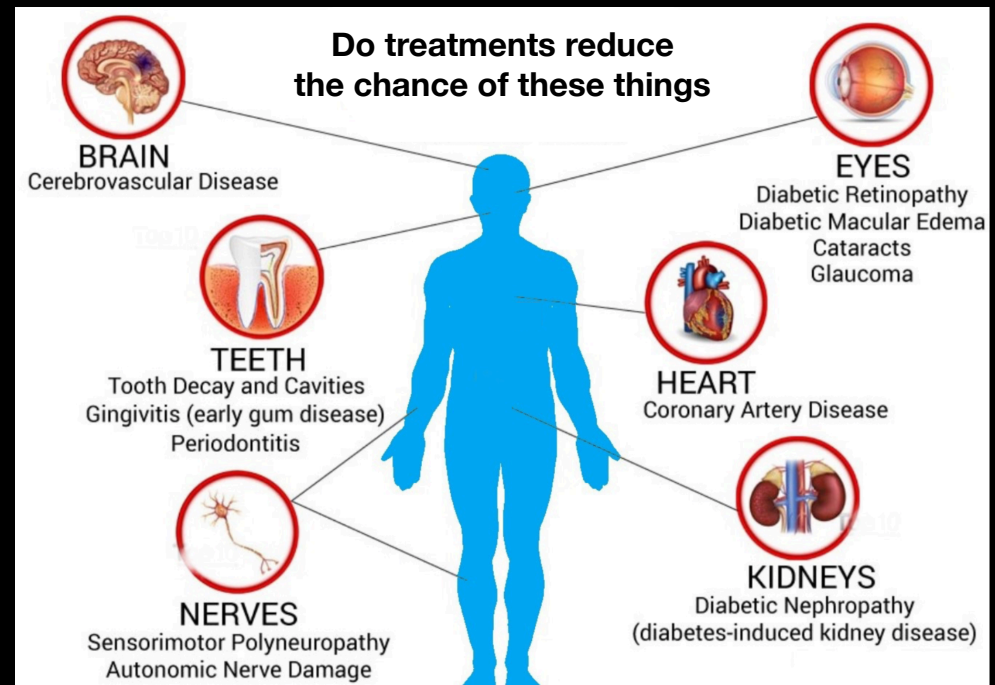 Do treatments reduce
the chance of these things
BRAIN
Cerebrovascular Disease
EYES
Diabetic Retinopathy
Diabetic Macular Edema
Cataracts
Glaucoma
TEETH
Tooth Decay and Cavities
Gingivitis (early gum disease)
Periodontitis
HEART
Coronary Artery Disease
NERVES
Sensorimotor Polyneuropathy
Autonomic Nerve Damage
KIDNEYS
Diabetic Nephropathy
(diabetes-induced kidney disease)